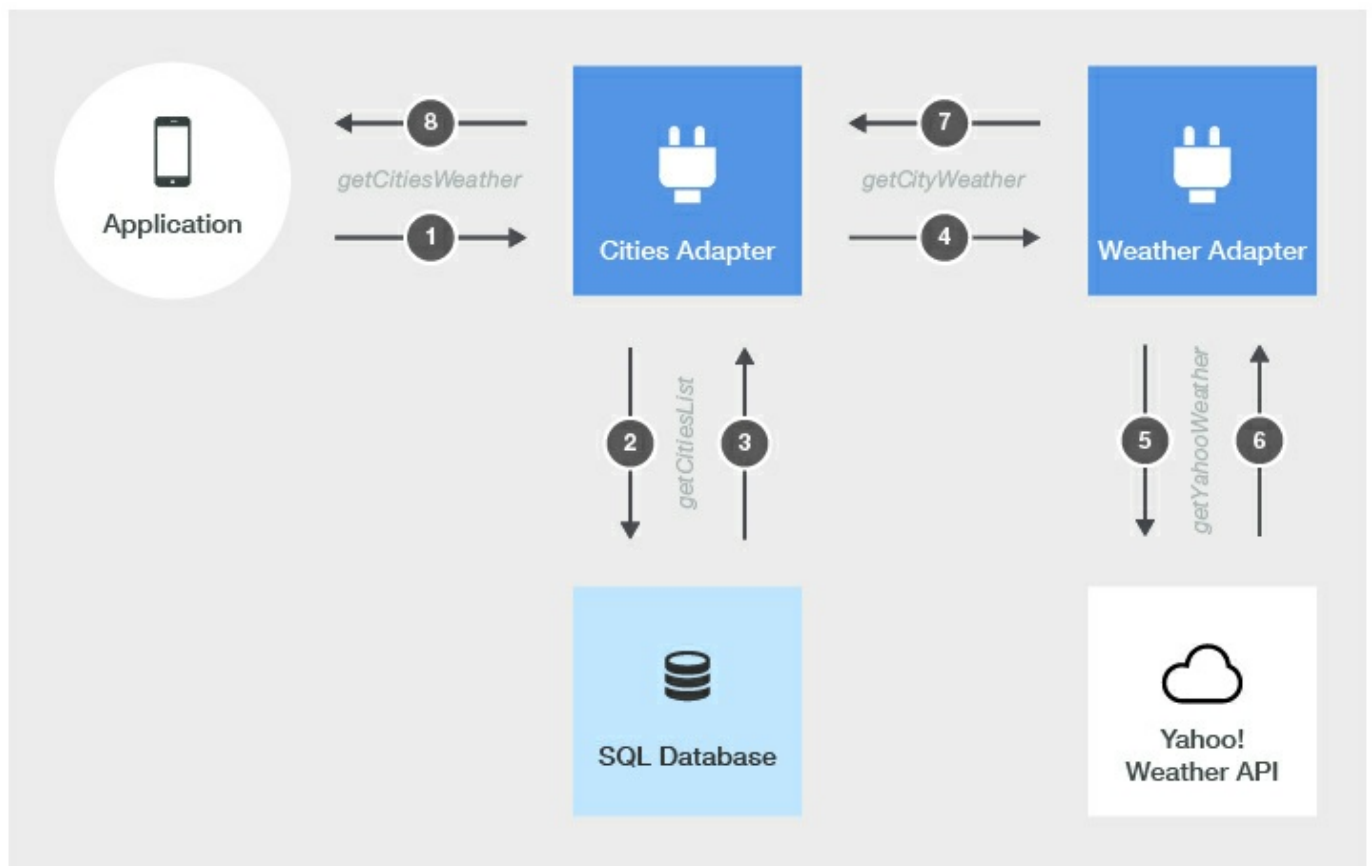 8
7
getCitiesWeather
getCityWeather
Application
1
4
Cities Adapter
Weather Adapter
2
getCitiesList
3
5
getYahooWeather
6
SQL Database
Yahoo!
Weather API